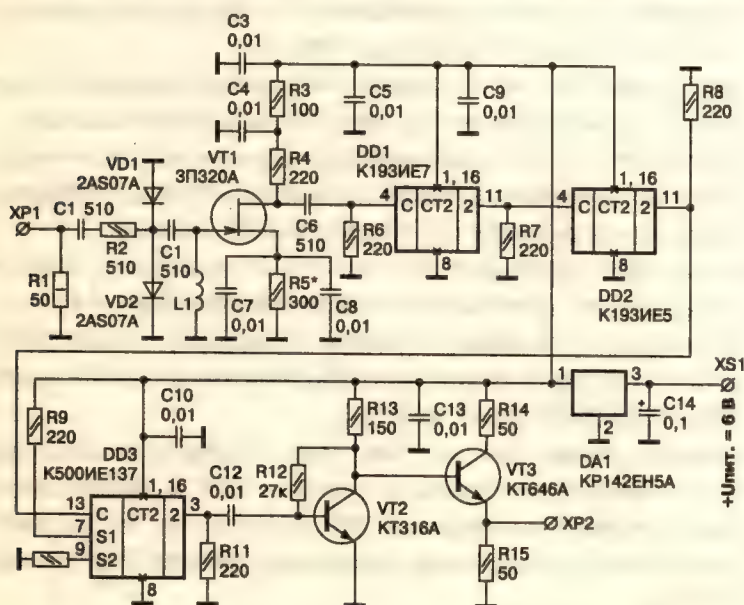 C3
0,01
C4
0,01
R3
100
C5
0,01
C9
0,01
R8
220
VD1
2AS07A
VT1
3П320А
R4
220
DD1
К193ИЕ7
1, 16
1, 16
XP1
C1 510
R2
510
C1
510
C6
510
4
C CT2 2
11
4
C CT2 2
11
R6
220
8
R7
220
8
R1
50
VD2
2AS07A
L1
C7
0,01
R5*
300
C8
0,01
DD2
К193ИЕ5
R9
220
C10
0,01
DD3
К500ИЕ137
1, 16
R13
150
C13
0,01
R14
50
1
3
2
DA1
КР142ЕН5А
XS1
C14
+
0,1
+Uпит. = 6 В
13
7
9
C CT2 2
S1
S2
3
8
C12
0,01
R12
27к
R11
220
VT2
КТ316А
VT3
КТ646А
XP2
R15
50